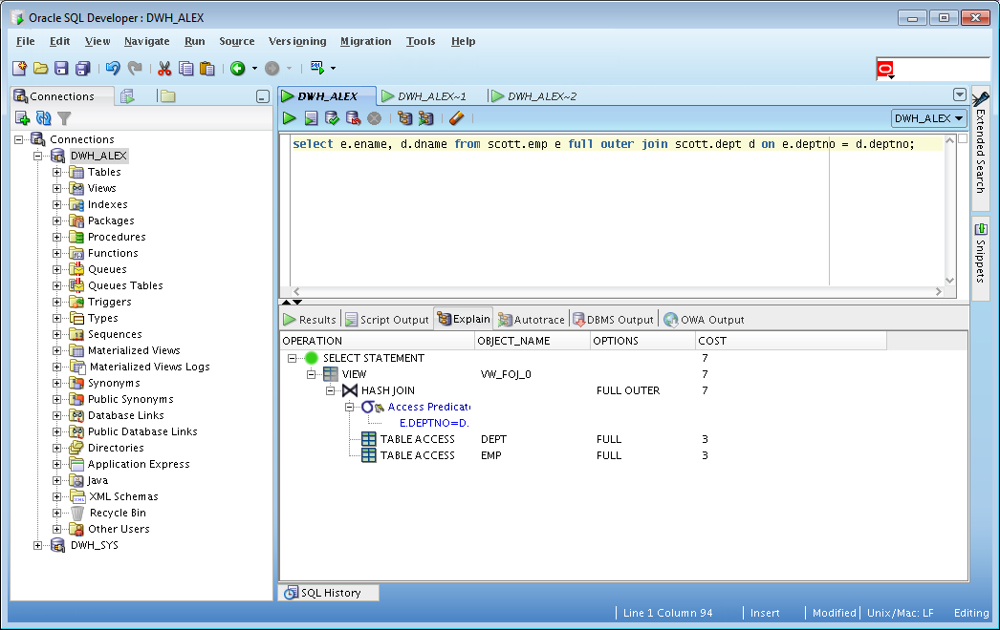 Oracle SQL Developer : DWH_ALEX
File Edit View Navigate Run Source Versioning Migration Tools Help
Connections
DWH_ALEX DWH_ALEX~1 DWH_ALEX~2
DWH_ALEX
Connections
DWH_ALEX
Tables
Views
Indexes
Packages
Procedures
Functions
Queues
Queues Tables
Triggers
Types
Sequences
Materialized Views
Materialized Views Logs
Synonyms
Public Synonyms
Database Links
Public Database Links
Directories
Application Express
Java
XML Schemas
Recycle Bin
Other Users
DWH_SYS
select e.ename, d.dname from scott.emp e full outer join scott.dept d on e.deptno = d.deptno;
Extended Search
Snippets
Results Script Output Explain Autotrace DBMS Output OWA Output
OPERATION OBJECT_NAME OPTIONS COST
SELECT STATEMENT 7
VIEW VW_FOJ_0 7
HASH JOIN FULL OUTER 7
Access Predicat
E.DEPTNO=D.
TABLE ACCESS DEPT FULL 3
TABLE ACCESS EMP FULL 3
SQL History
Line 1 Column 94 Insert Modified Unix/Mac: LF Editing